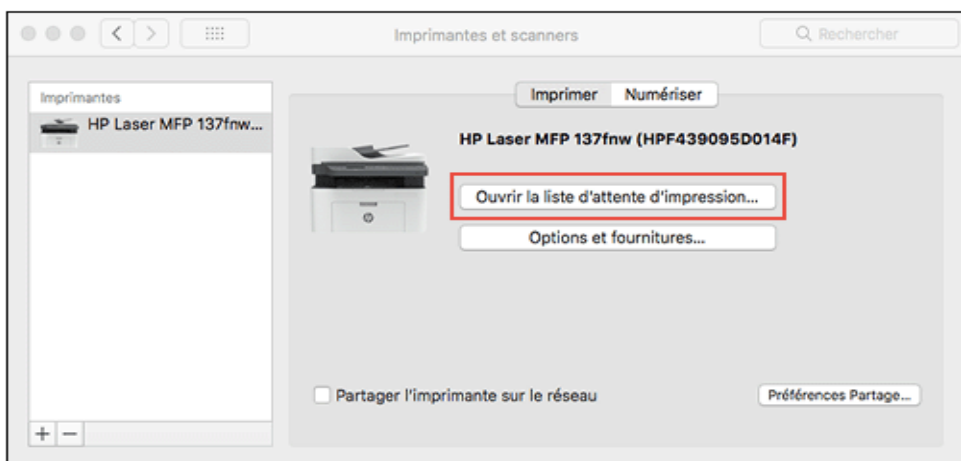 Imprimantes et scanners
Rechercher
Imprimantes
HP Laser MFP 137fnw...
Imprimer
Numériser
HP Laser MFP 137fnw (HPF439095D014F)
Ouvrir la liste d'attente d'impression...
Options et fournitures...
Partager l'imprimante sur le réseau
Préférences Partage...